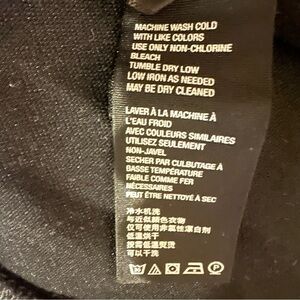 MACHINE WASH COLD
WITH LIKE COLORS
USE ONLY NON-CHLORINE
BLEACH
TUMBLE DRY LOW
LOW IRON AS NEEDED
MAY BE DRY CLEANED
LAVER À LA MACHINE À
L'EAU FROID
AVEC COULEURS SIMILAIRES
UTILISEZ SEULEMENT
NON-JAVEL
SECHER PAR CULBUTAGE À
BASSE TEMPÉRATURE
FAIBLE COMME FER
NÉCESSAIRES
PEUT ÊTRE NETTOYÉ À SEC
冷水机洗
与近似颜色衣物
仅可使用非氯性漂白剂
低温烘干
按需低温熨烫
可以干洗
P